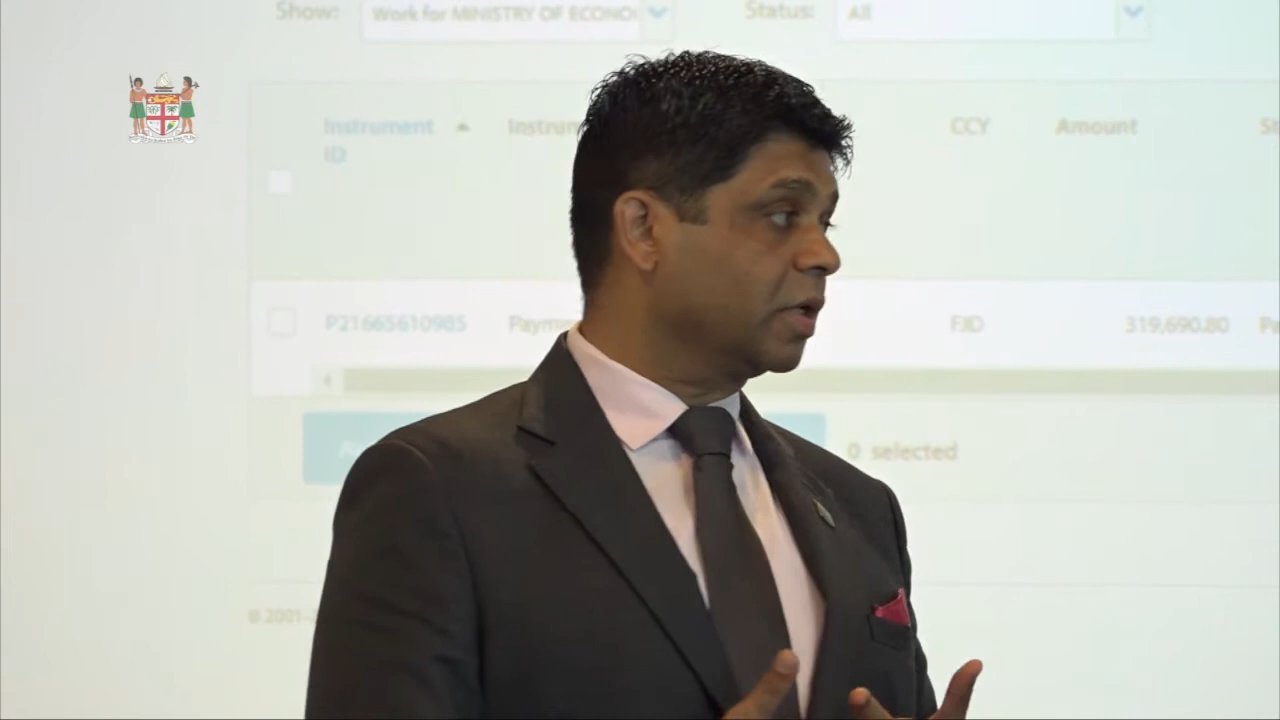 Show: Work for MINISTRY OF ECONO
Status: All
Instrument ID
CCY
Amount
P21665610985
FJD
319,690.80
0 selected